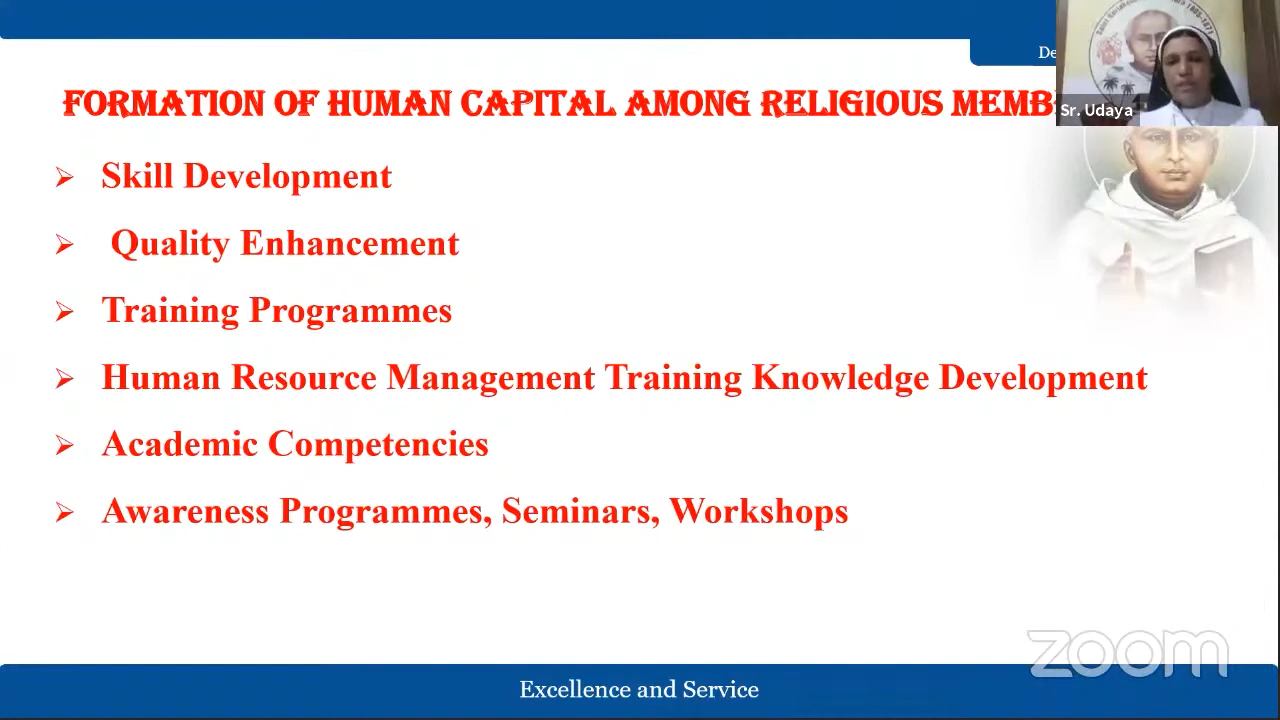 De
FORMATION OF HUMAN CAPITAL AMONG RELIGIOUS MEMB
Sr. Udaya
➢ Skill Development
➢ Quality Enhancement
➢ Training Programmes
➢ Human Resource Management Training Knowledge Development
➢ Academic Competencies
➢ Awareness Programmes, Seminars, Workshops
zoom
Excellence and Service